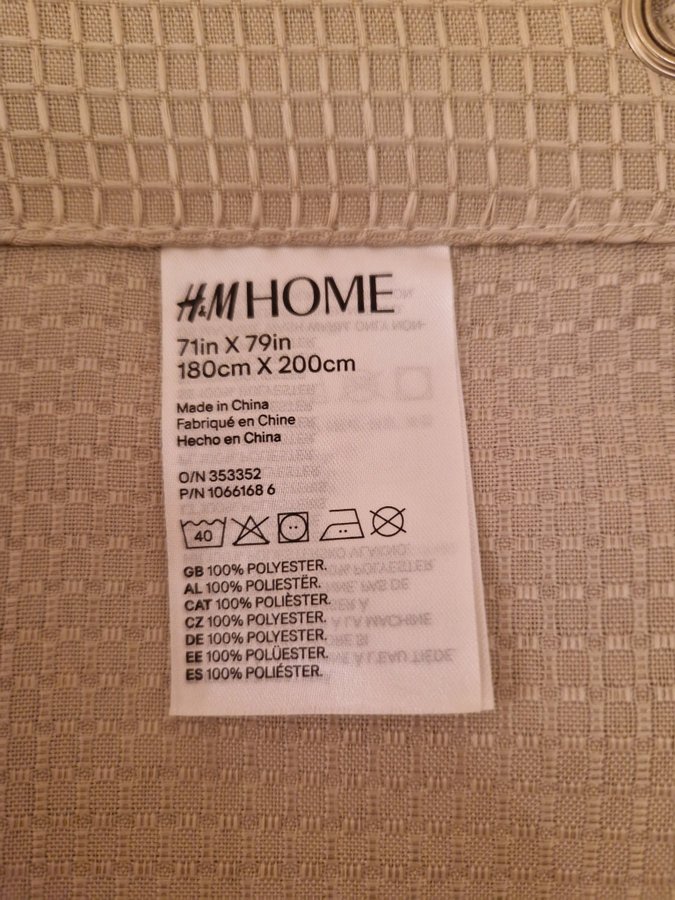 H&M HOME
71in X 79in
180cm X 200cm
Made in China
Fabriqué en Chine
Hecho en China
O/N 353352
P/N 1066168 6
40
GB 100% POLYESTER.
AL 100% POLIESTËR.
CAT 100% POLIÈSTER.
CZ 100% POLYESTER.
DE 100% POLYESTER.
EE 100% POLÜESTER.
ES 100% POLIÉSTER.